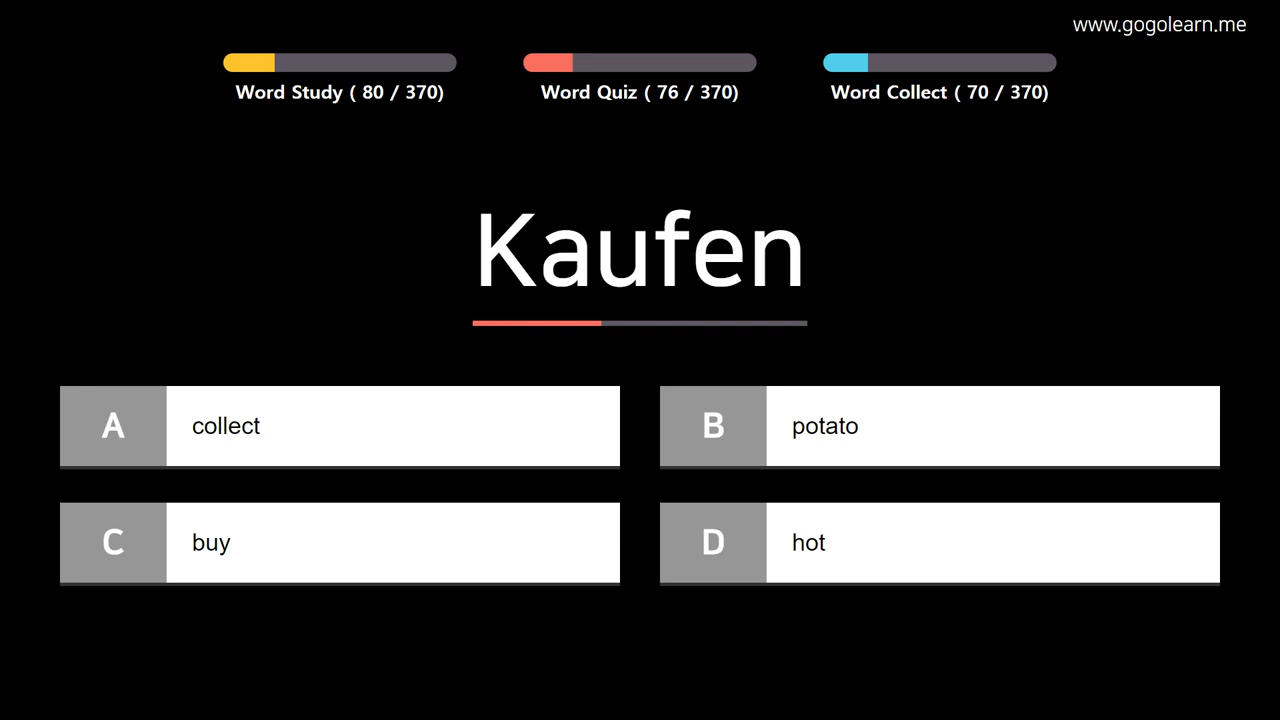 www.gogolearn.me
Word Study ( 80 / 370)
Word Quiz ( 76 / 370)
Word Collect ( 70 / 370)
Kaufen
A collect
B potato
C buy
D hot